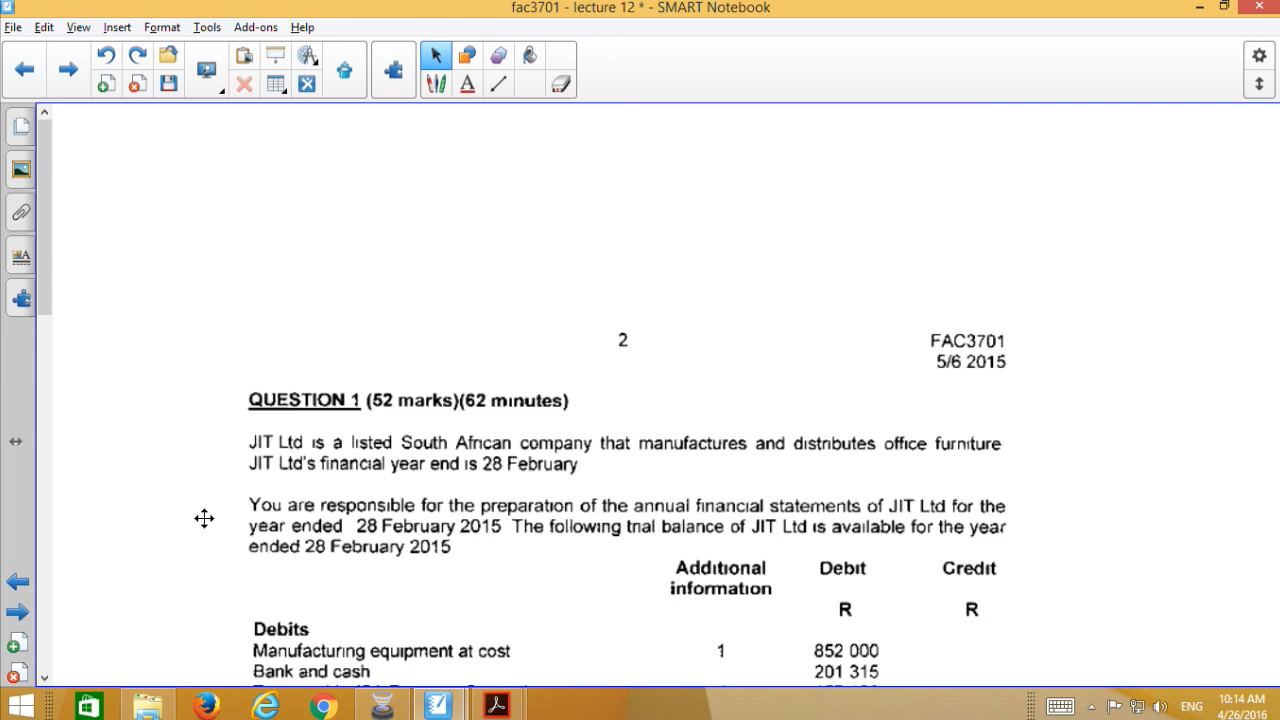 fac3701 - lecture 12 * - SMART Notebook
File Edit View Insert Format Tools Add-ons Help
2 FAC3701
5/6 2015
QUESTION 1 (52 marks)(62 minutes)
JIT Ltd is a listed South African company that manufactures and distributes office furniture
JIT Ltd's financial year end is 28 February
You are responsible for the preparation of the annual financial statements of JIT Ltd for the
year ended 28 February 2015 The following trial balance of JIT Ltd is available for the year
ended 28 February 2015
Additional Debit Credit
information
R R
Debits
Manufacturing equipment at cost 1 852 000
Bank and cash 201 315
ENG
10:14 AM
4/26/2016